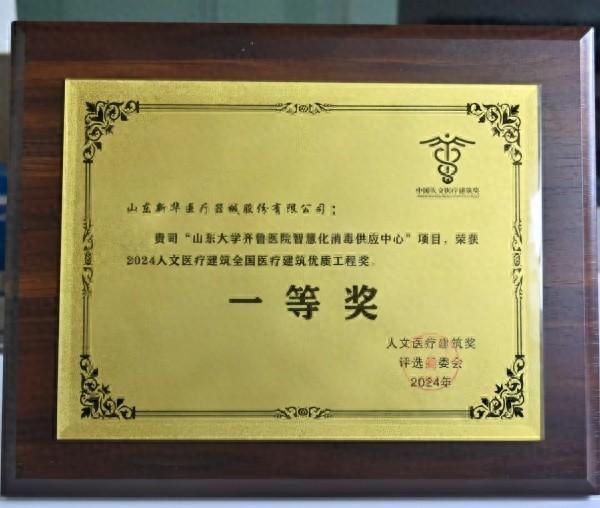 中国人文医疗建筑奖
山东新华医疗器械股份有限公司：
贵司“山东大学齐鲁医院智慧化消毒供应中心”项目，荣获
2024人文医疗建筑全国医疗建筑优质工程奖。
一等奖
人文医疗建筑奖
评选组委会
2024年